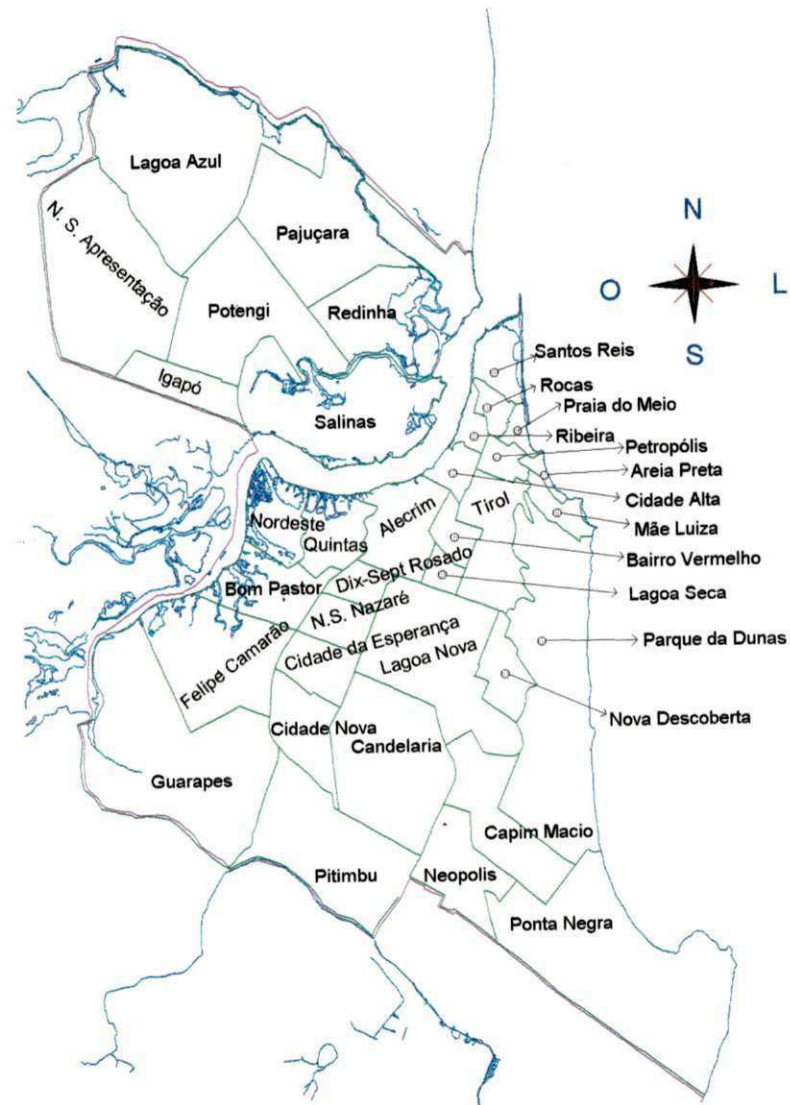 Lagoa Azul
N. S. Apresentação
Pajuçara
Potengi
Redinha
Igapó
Salinas
N
O
L
S
Santos Reis
Rocas
Praia do Meio
Ribeira
Petropólis
Areia Preta
Cidade Alta
Mãe Luiza
Bairro Vermelho
Lagoa Seca
Parque da Dunas
Nova Descoberta
Tirol
Alecrim
Nordeste
Quintas
Dix-Sept Rosado
Bom Pastor
N.S. Nazaré
Felipé Camarão
Cidade da Esperança
Lagoa Nova
Cidade Nova
Candelaria
Guarapes
Capim Macio
Pitimbu
Neopolis
Ponta Negra